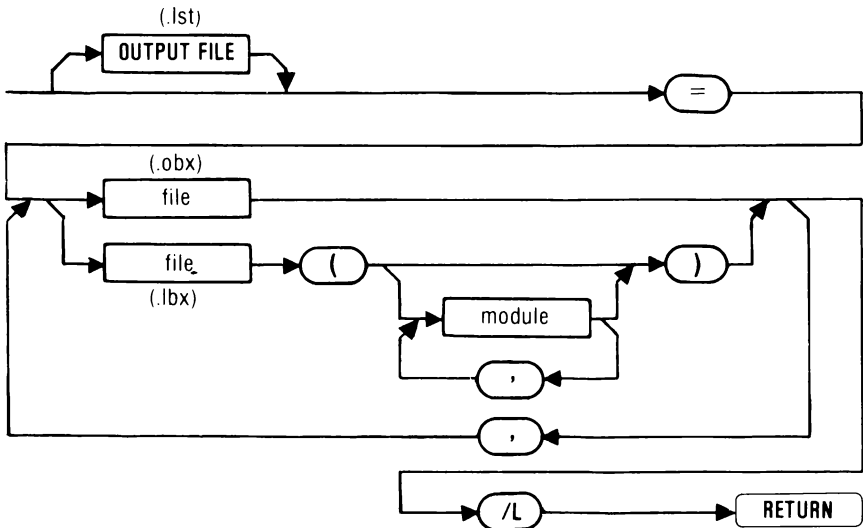 (.lst)
OUTPUT FILE
=
(.obx)
file
file
(.lbx)
(
)
module
,
,
/L
RETURN